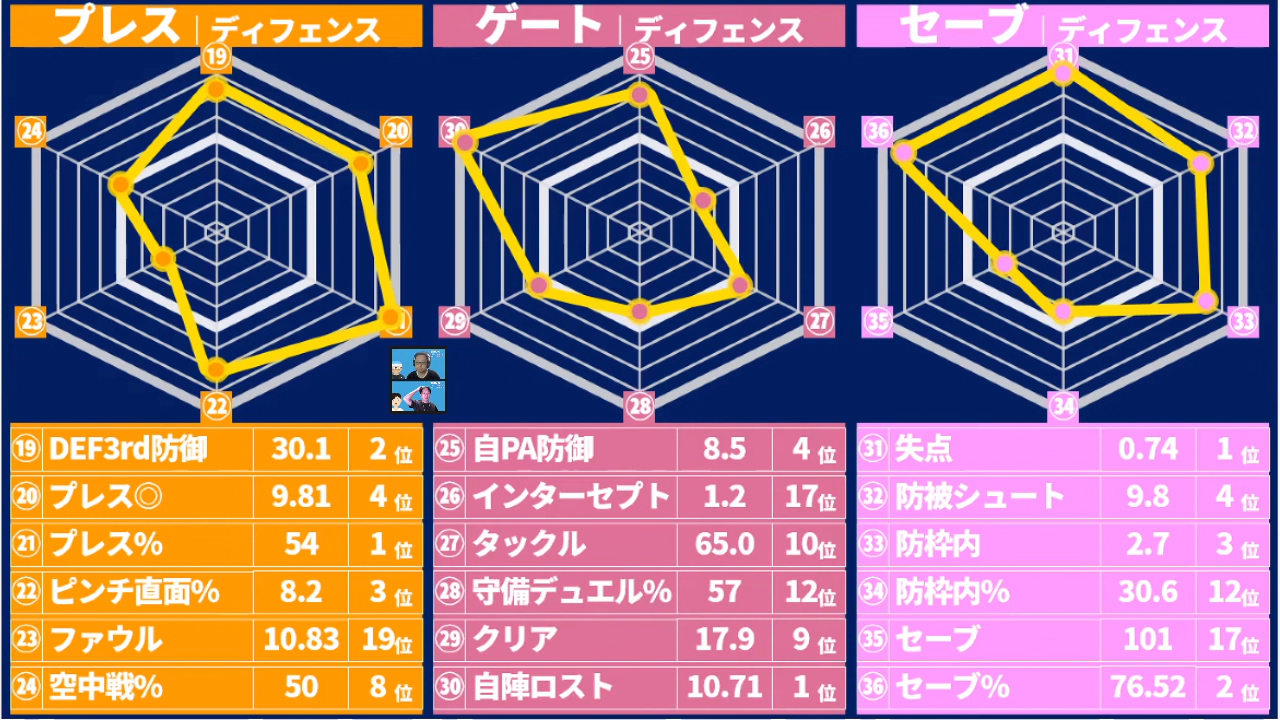 プレス｜ディフェンス
⑲
⑳
㉒
㉓
㉔
ゲート｜ディフェンス
㉕
㉖
㉗
㉘
㉙
㉚
セーブ｜ディフェンス
㉛
㉜
㉝
㉞
㉟
㊱
⑲ DEF3rd防御 30.1 2位
⑳ プレス◎ 9.81 4位
㉑ プレス% 54 1位
㉒ ピンチ直面% 8.2 3位
㉓ ファウル 10.83 19位
㉔ 空中戦% 50 8位
㉕ 自PA防御 8.5 4位
㉖ インターセプト 1.2 17位
㉗ タックル 65.0 10位
㉘ 守備デュエル% 57 12位
㉙ クリア 17.9 9位
㉚ 自陣ロスト 10.71 1位
㉛ 失点 0.74 1位
㉜ 防被シュート 9.8 4位
㉝ 防枠内 2.7 3位
㉞ 防枠内% 30.6 12位
㉟ セーブ 101 17位
㊱ セーブ% 76.52 2位